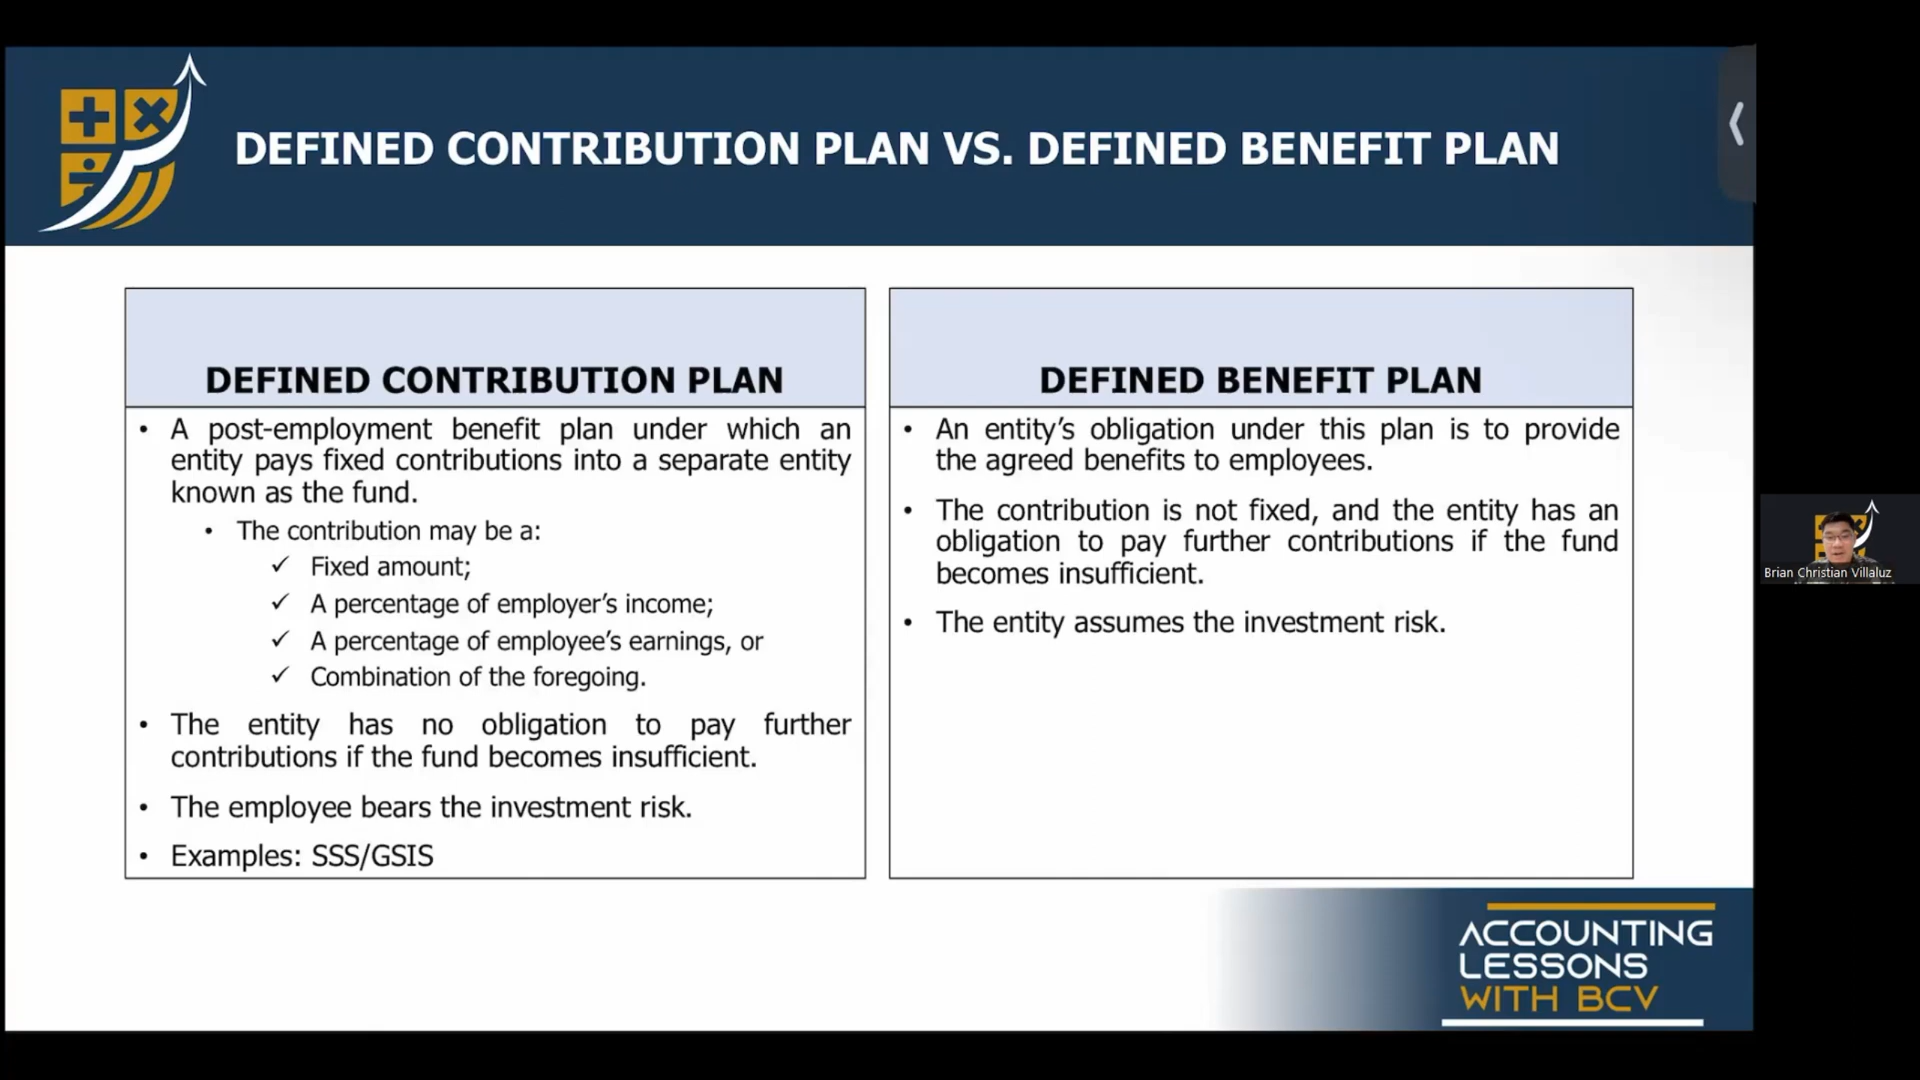 DEFINED CONTRIBUTION PLAN VS. DEFINED BENEFIT PLAN
DEFINED CONTRIBUTION PLAN
• A post-employment benefit plan under which an
entity pays fixed contributions into a separate entity
known as the fund.
• The contribution may be a:
✓ Fixed amount;
✓ A percentage of employer’s income;
✓ A percentage of employee’s earnings, or
✓ Combination of the foregoing.
• The entity has no obligation to pay further
contributions if the fund becomes insufficient.
• The employee bears the investment risk.
• Examples: SSS/GSIS
DEFINED BENEFIT PLAN
• An entity’s obligation under this plan is to provide
the agreed benefits to employees.
• The contribution is not fixed, and the entity has an
obligation to pay further contributions if the fund
becomes insufficient.
• The entity assumes the investment risk.
Brian Christian Villaluz
ACCOUNTING
LESSONS
WITH BCV